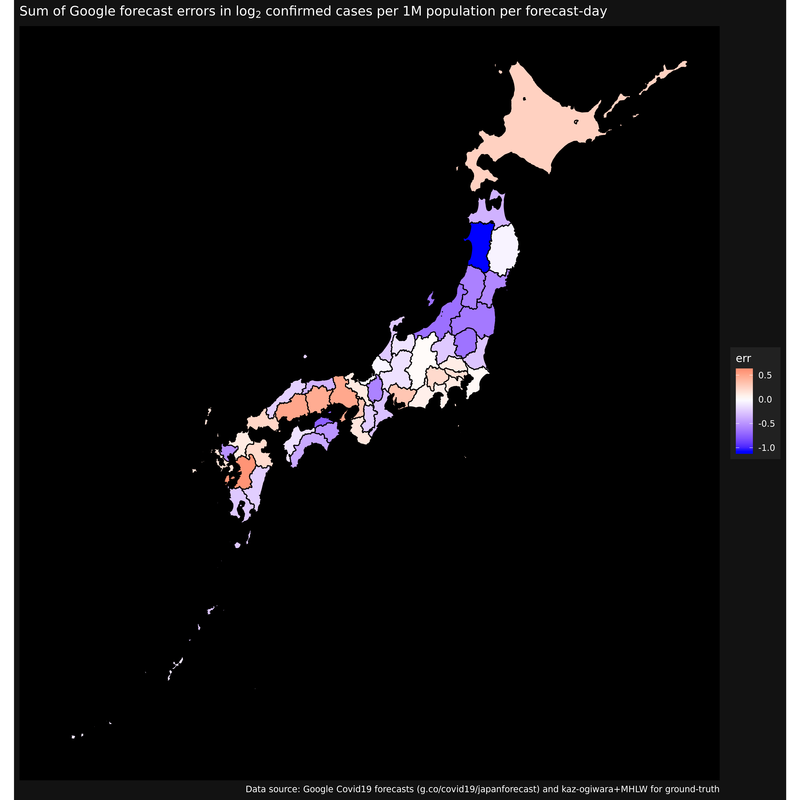 Sum of Google forecast errors in log₂ confirmed cases per 1M population per forecast-day
err
0.5
0.0
-0.5
-1.0
Data source: Google Covid19 forecasts (g.co/covid19/japanforecast) and kaz-ogiwara+MHLW for ground-truth